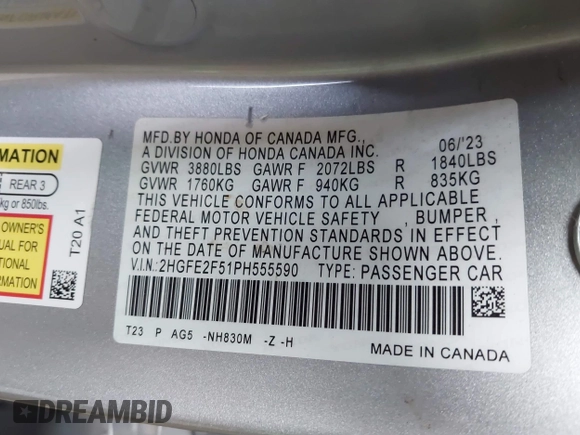 MATION
REAR 3
kg or 850lbs.
OWNER'S
UAL FOR
TIONAL
RMATION
T20 A1
MFD.BY HONDA OF CANADA MFG., 06/'23
A DIVISION OF HONDA CANADA INC.
GVWR 3880LBS GAWR F 2072LBS R 1840LBS
GVWR 1760KG GAWR F 940KG R 835KG
THIS VEHICLE CONFORMS TO ALL APPLICABLE
FEDERAL MOTOR VEHICLE SAFETY , BUMPER ,
AND THEFT PREVENTION STANDARDS IN EFFECT
ON THE DATE OF MANUFACTURE SHOWN ABOVE.
V.I.N.:2HGFE2F51PH555590 TYPE: PASSENGER CAR
T23 P AG5 -NH830M -Z -H
MADE IN CANADA
DREAMBID